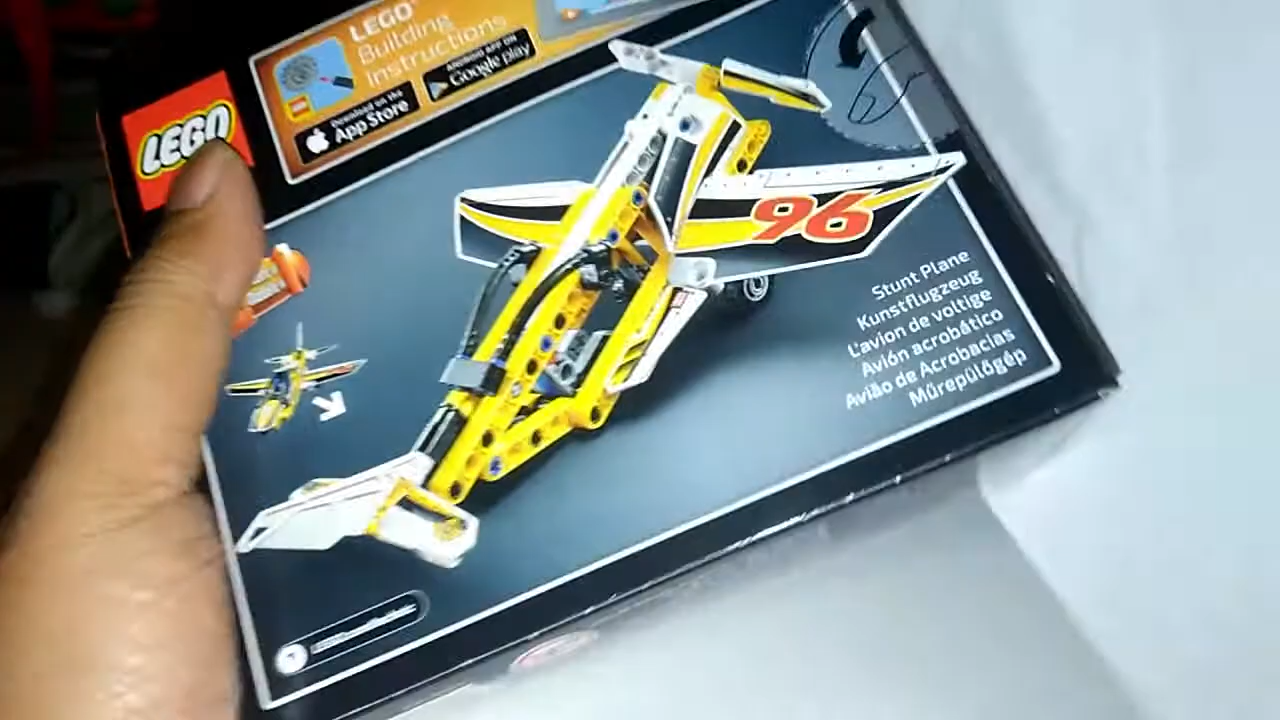 LEGO
LEGO®
Building
Instructions
Download on the
App Store
ANDROID APP ON
Google play
96
Stunt Plane
Kunstflugzeug
L'avion de voltige
Avión acrobático
Avião de Acrobacias
Műrepülőgép